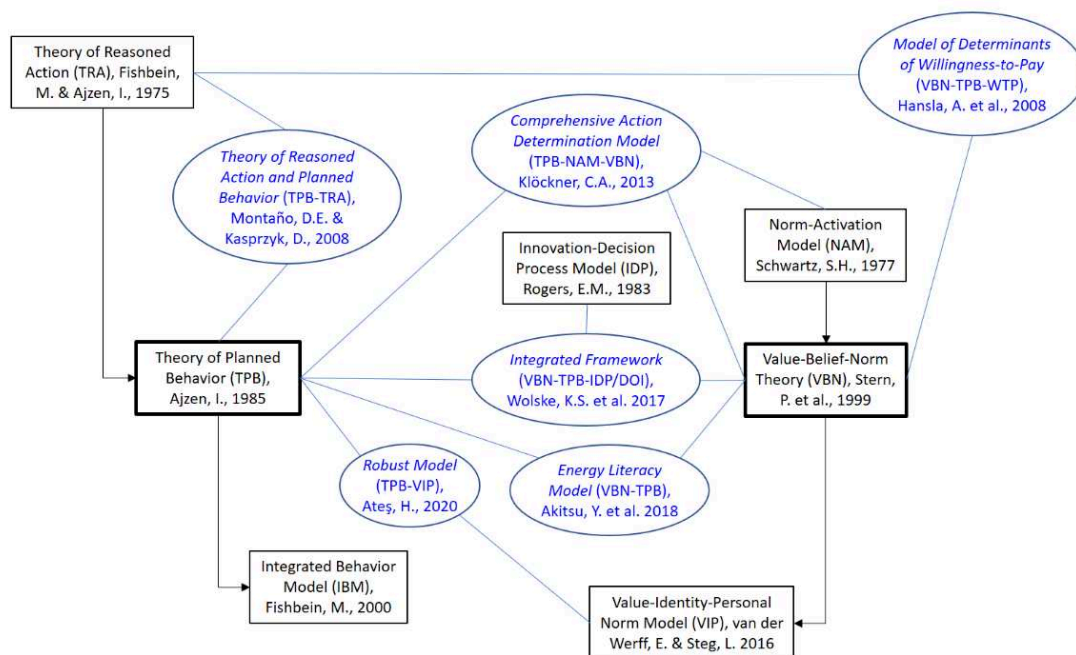 Theory of Reasoned
Action (TRA), Fishbein,
M. & Ajzen, I., 1975
Model of Determinants
of Willingness-to-Pay
(VBN-TPB-WTP),
Hansla, A. et al., 2008
Comprehensive Action
Determination Model
(TPB-NAM-VBN),
Klöckner, C.A., 2013
Theory of Reasoned
Action and Planned
Behavior (TPB-TRA),
Montaño, D.E. &
Kasprzyk, D., 2008
Norm-Activation
Model (NAM),
Schwartz, S.H., 1977
Innovation-Decision
Process Model (IDP),
Rogers, E.M., 1983
Theory of Planned
Behavior (TPB),
Ajzen, I., 1985
Integrated Framework
(VBN-TPB-IDP/DOI),
Wolske, K.S. et al. 2017
Value-Belief-Norm
Theory (VBN), Stern,
P. et al., 1999
Robust Model
(TPB-VIP),
Ateş, H., 2020
Energy Literacy
Model (VBN-TPB),
Akitsu, Y. et al. 2018
Integrated Behavior
Model (IBM),
Fishbein, M., 2000
Value-Identity-Personal
Norm Model (VIP), van der
Werff, E. & Steg, L. 2016